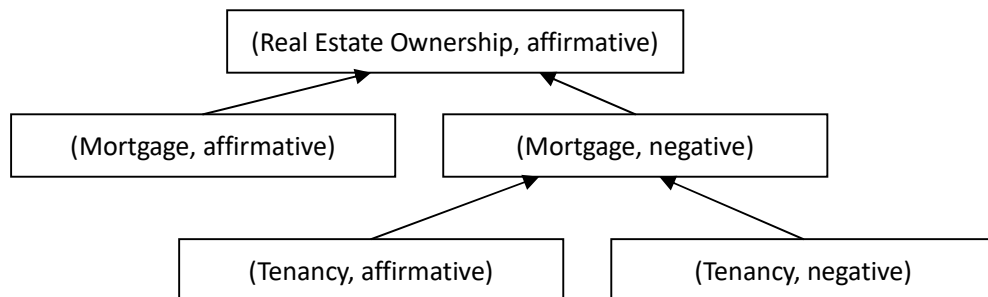 (Real Estate Ownership, affirmative)
(Mortgage, affirmative)
(Mortgage, negative)
(Tenancy, affirmative)
(Tenancy, negative)